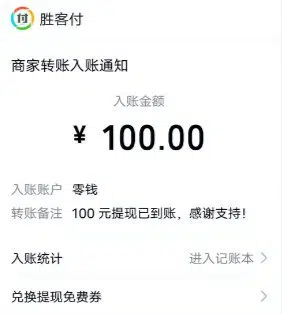 付 胜客付
商家转账入账通知
入账金额
¥ 100.00
入账账户 零钱
转账备注 100 元提现已到账，感谢支持！
入账统计 进入记账本
兑换提现免费券